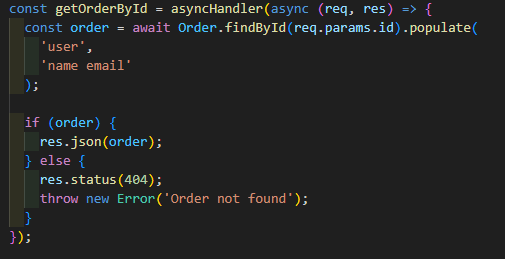 const getOrderById = asyncHandler(async (req, res) => {
  const order = await Order.findById(req.params.id).populate(
    'user',
    'name email'
  );

  if (order) {
    res.json(order);
  } else {
    res.status(404);
    throw new Error('Order not found');
  }
});